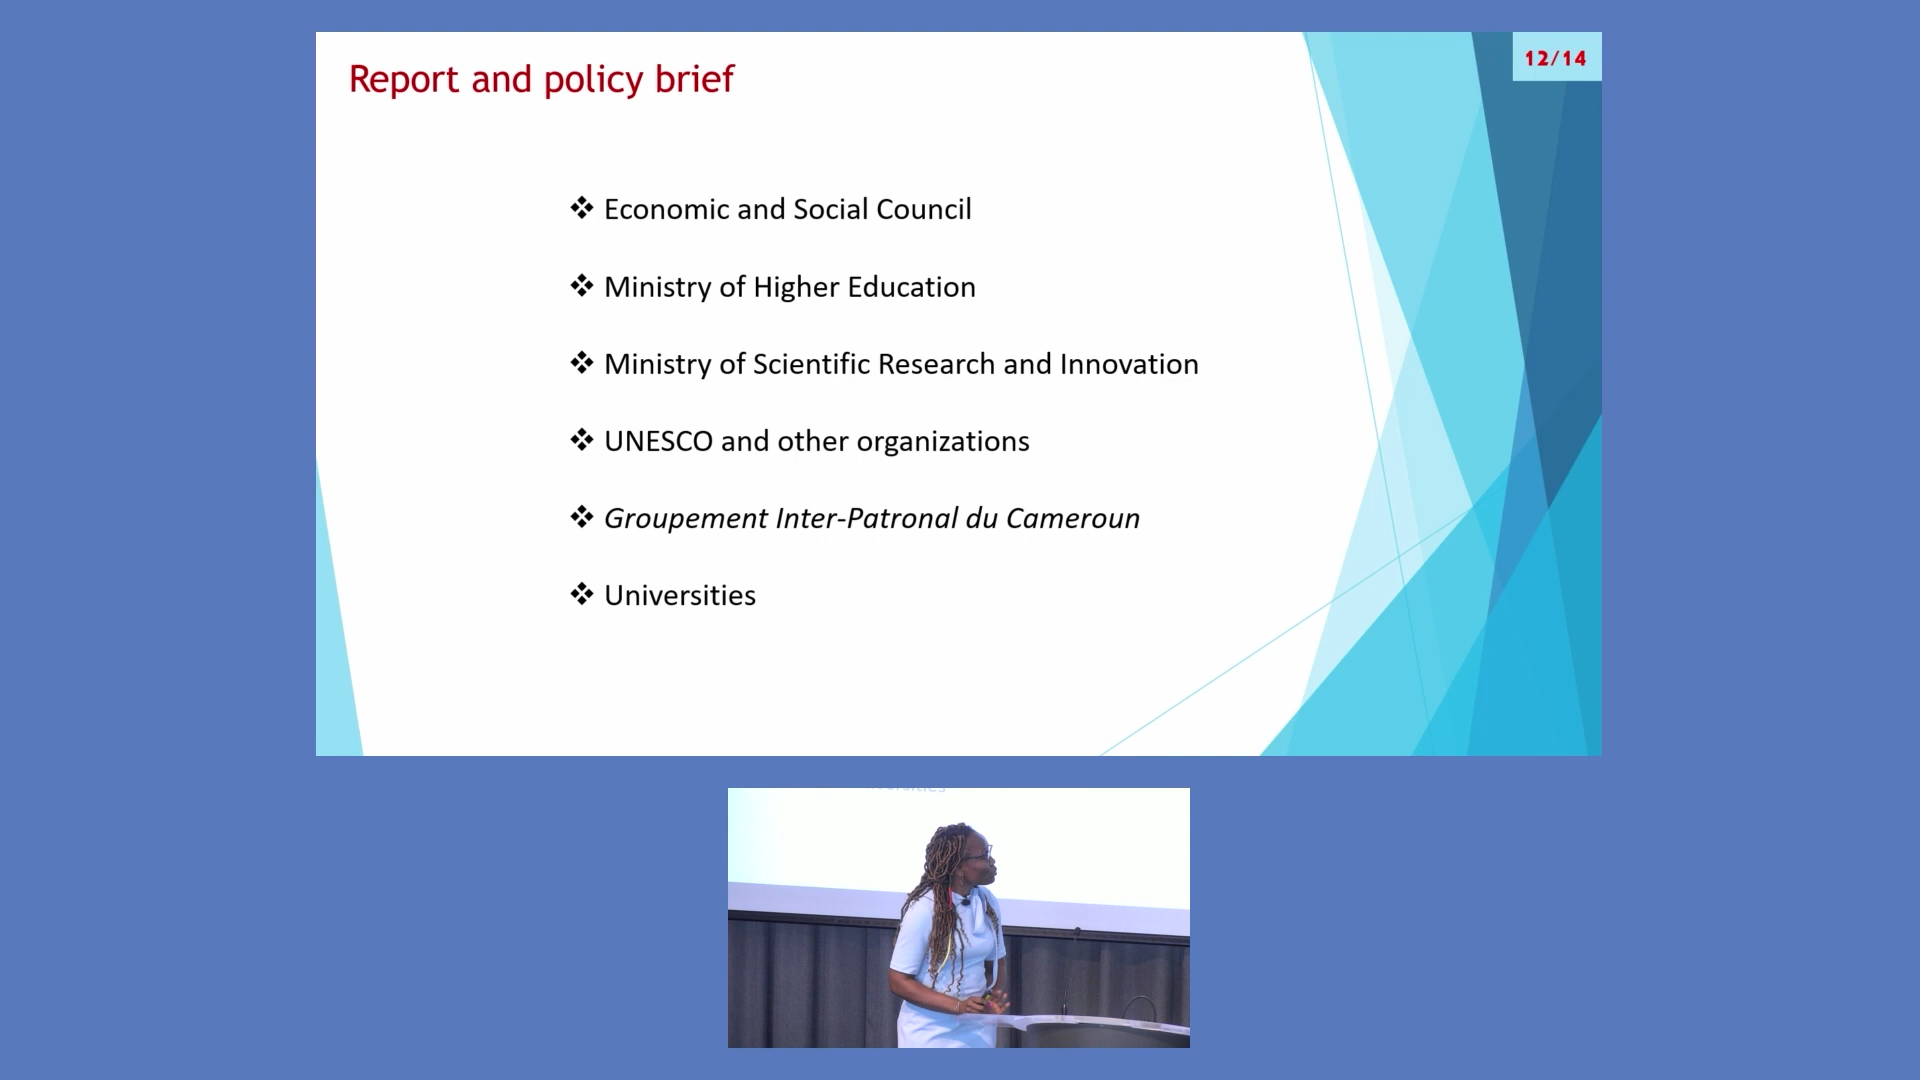 Report and policy brief
12/14
❖ Economic and Social Council
❖ Ministry of Higher Education
❖ Ministry of Scientific Research and Innovation
❖ UNESCO and other organizations
❖ Groupement Inter-Patronal du Cameroun
❖ Universities